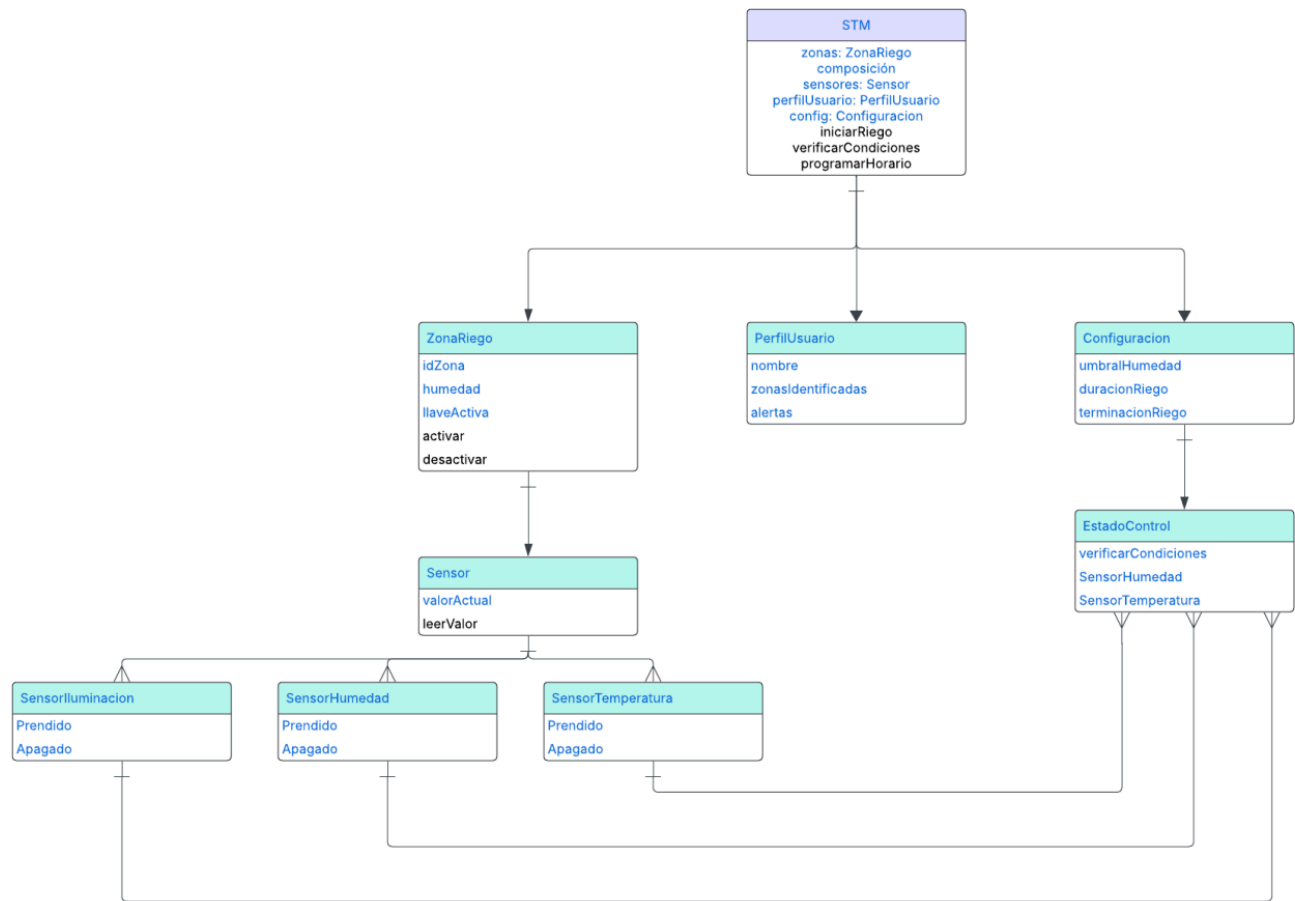 STM
zonas: ZonaRiego
composición
sensores: Sensor
perfilUsuario: PerfilUsuario
config: Configuracion
iniciarRiego
verificarCondiciones
programarHorario
ZonaRiego
idZona
humedad
llaveActiva
activar
desactivar
PerfilUsuario
nombre
zonasIdentificadas
alertas
Configuracion
umbralHumedad
duracionRiego
terminacionRiego
EstadoControl
verificarCondiciones
SensorHumedad
SensorTemperatura
Sensor
valorActual
leerValor
SensorIluminacion
Prendido
Apagado
SensorHumedad
Prendido
Apagado
SensorTemperatura
Prendido
Apagado